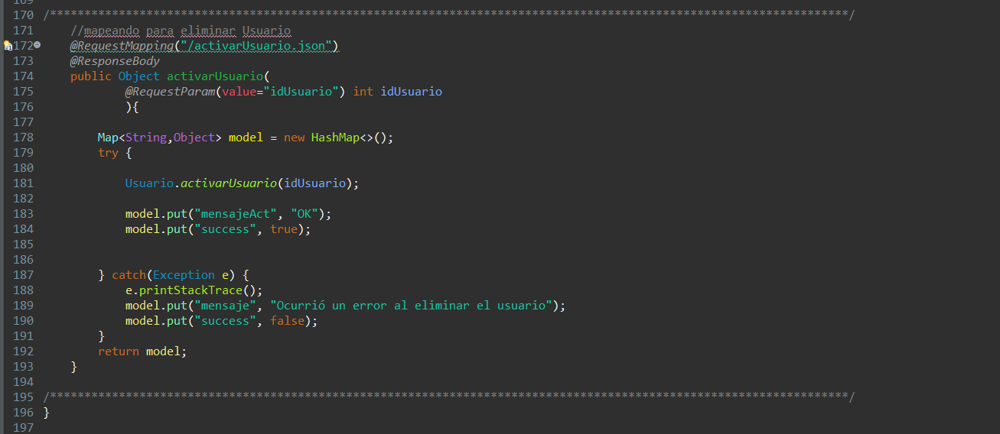 169
170 /********************************************************************************************************************/
171 //mapeando para eliminar Usuario
172 @RequestMapping("/activarUsuario.json")
173 @ResponseBody
174 public Object activarUsuario(
175 @RequestParam(value="idUsuario") int idUsuario
176 ){
177
178 Map<String,Object> model = new HashMap<>();
179 try {
180
181 Usuario.activarUsuario(idUsuario);
182
183 model.put("mensajeAct", "OK");
184 model.put("success", true);
185
186
187 } catch(Exception e) {
188 e.printStackTrace();
189 model.put("mensaje", "Ocurrió un error al eliminar el usuario");
190 model.put("success", false);
191 }
192 return model;
193 }
194
195 /********************************************************************************************************************/
196 }
197